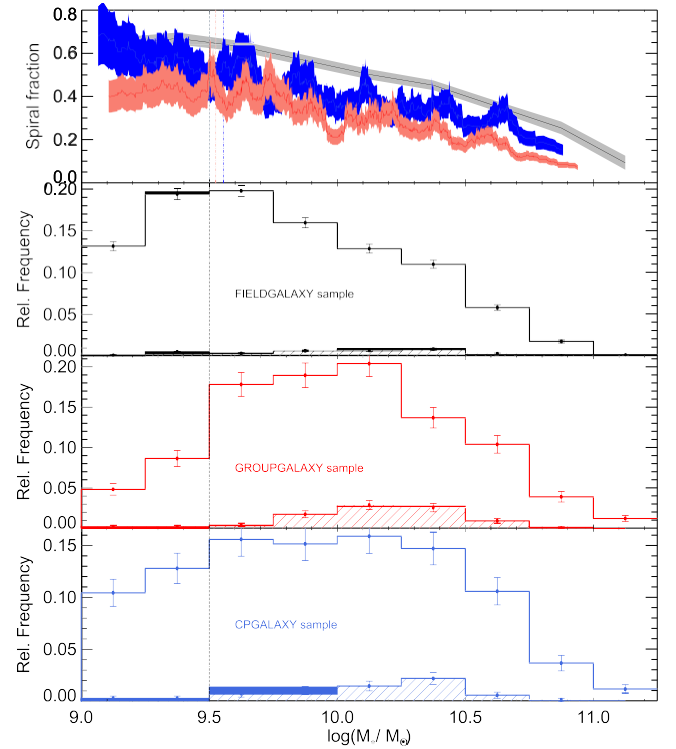 0.8
0.6
0.4
0.2
0.0
Spiral fraction
0.20
0.15
0.10
0.05
0.00
Rel. Frequency
FIELDGALAXY sample
0.20
0.15
0.10
0.05
0.00
Rel. Frequency
GROUPGALAXY sample
0.15
0.10
0.05
0.00
Rel. Frequency
CPGALAXY sample
9.0 9.5 10.0 10.5 11.0
log(M*/ M☉)